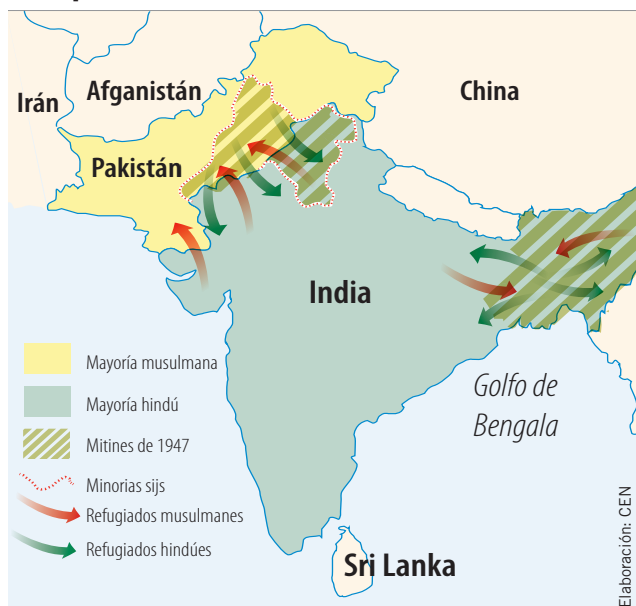 Irán
Afganistán
China
Pakistán
India
Mayoría musulmana
Mayoría hindú
Mitines de 1947
Minorias sijs
Refugiados musulmanes
Refugiados hindúes
Golfo de
Bengala
Sri Lanka
Elaboración: CEN